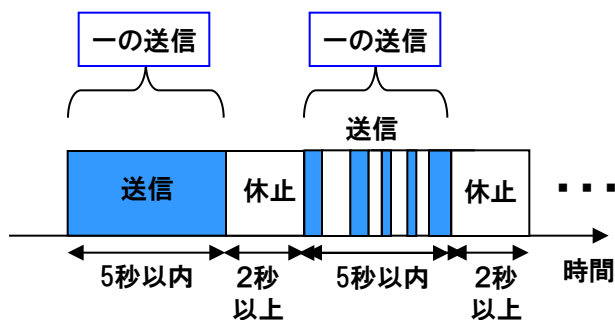 一の送信
一の送信
送信
送信
休止
休止
・・・
5秒以内
2秒
以上
5秒以内
2秒
以上
時間